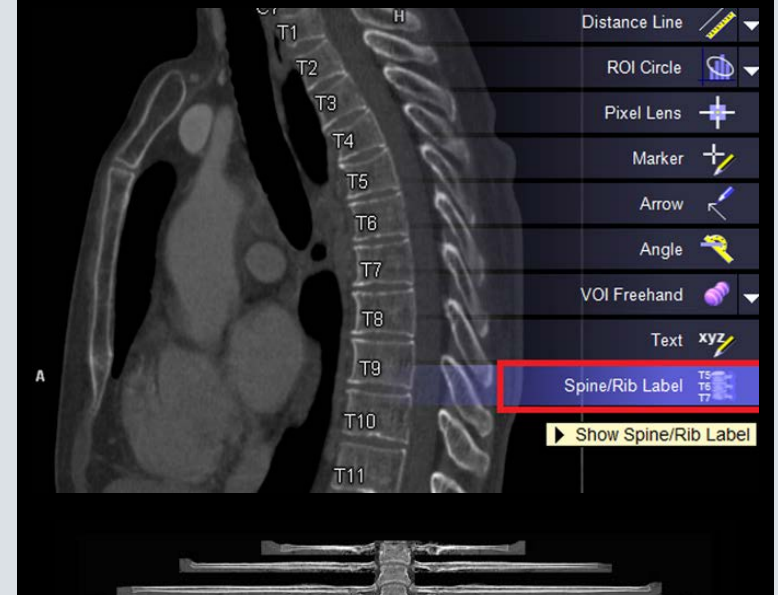 H
T1
T2
T3
T4
T5
T6
T7
T8
T9
T10
T11
A
Distance Line
ROI Circle
Pixel Lens
Marker
Arrow
Angle
VOI Freehand
Text xyz
Spine/Rib Label T5 T6 T7
Show Spine/Rib Label